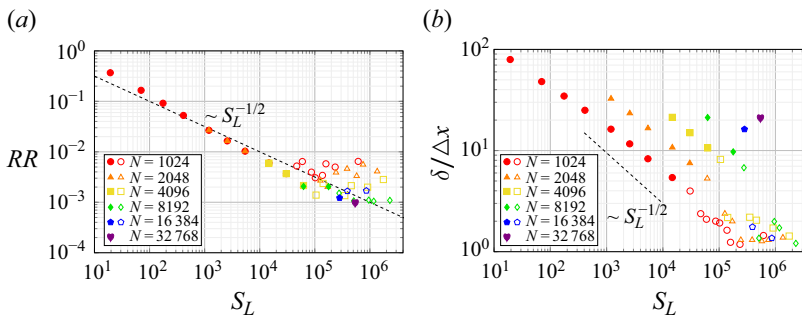 (a)
10^0
10^{-1}
10^{-2}
10^{-3}
10^{-4}
RR
~ S_L^{-1/2}
N = 1024
N = 2048
N = 4096
N = 8192
N = 16 384
N = 32 768
10^1 10^2 10^3 10^4 10^5 10^6
S_L
(b)
10^2
10^1
10^0
δ/Δx
~ S_L^{-1/2}
N = 1024
N = 2048
N = 4096
N = 8192
N = 16 384
N = 32 768
10^1 10^2 10^3 10^4 10^5 10^6
S_L